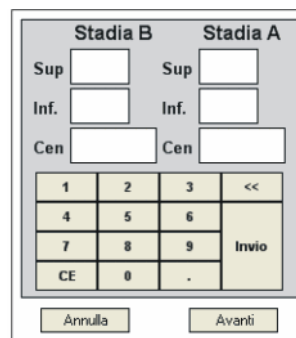 Stadia B Stadia A
Sup Sup
Inf. Inf.
Cen Cen
1 2 3 <<
4 5 6
7 8 9 Invio
CE 0 .
Annulla Avanti